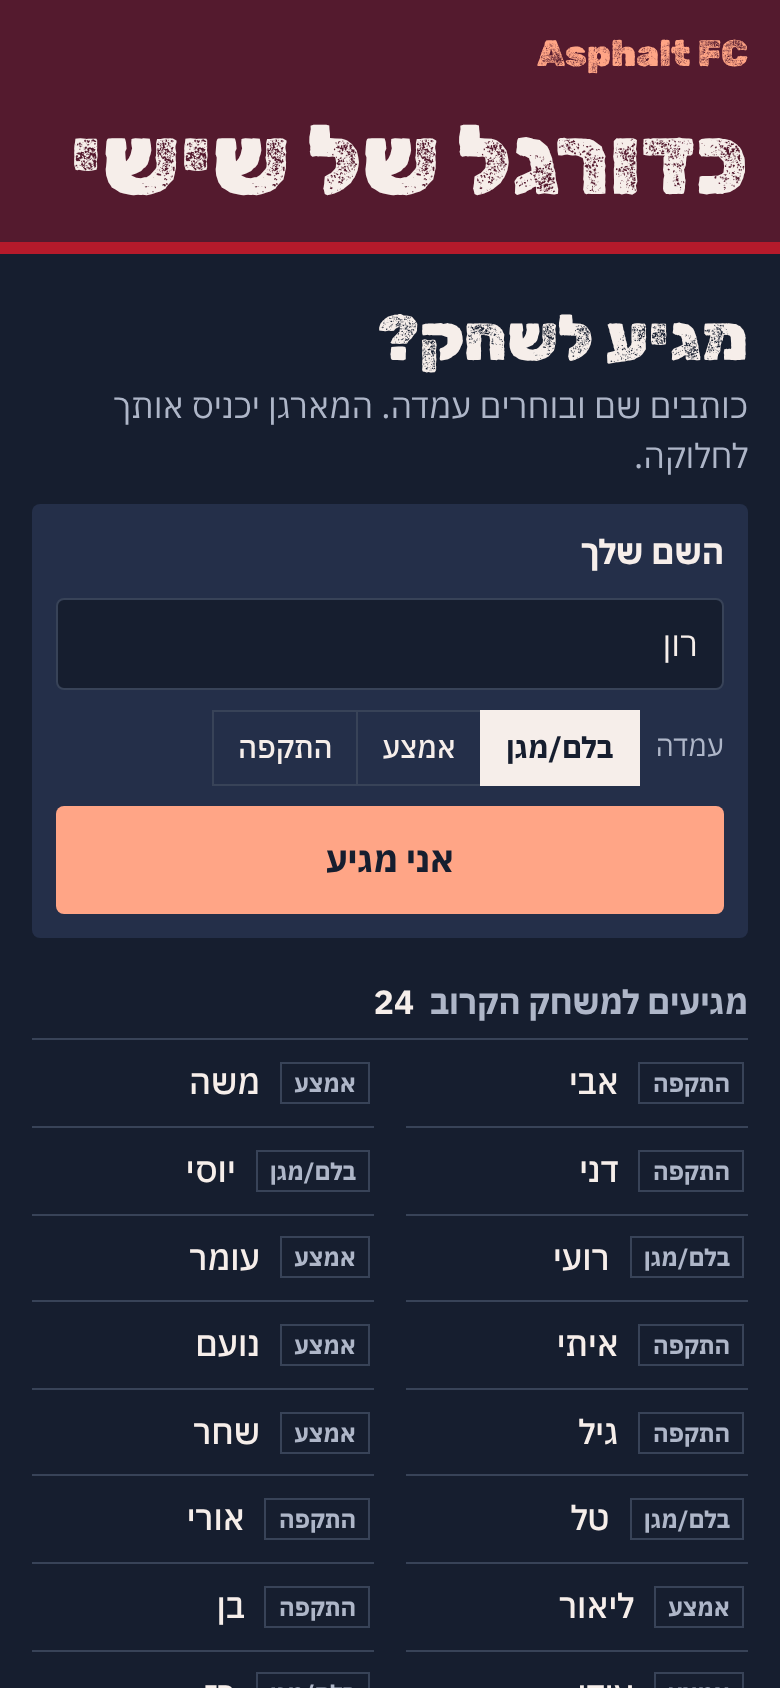 Asphalt FC
כדורגל של שישי
מגיע לשחק?
כותבים שם ובוחרים עמדה. המארגן יכניס אותך
לחלוקה.
השם שלך
רון
עמדה בלם/מגן אמצע התקפה
אני מגיע
מגיעים למשחק הקרוב 24
התקפה אבי אמצע משה
התקפה דני בלם/מגן יוסי
בלם/מגן רועי אמצע עומר
התקפה איתי אמצע נועם
התקפה גיל אמצע שחר
בלם/מגן טל התקפה אורי
אמצע ליאור התקפה בן